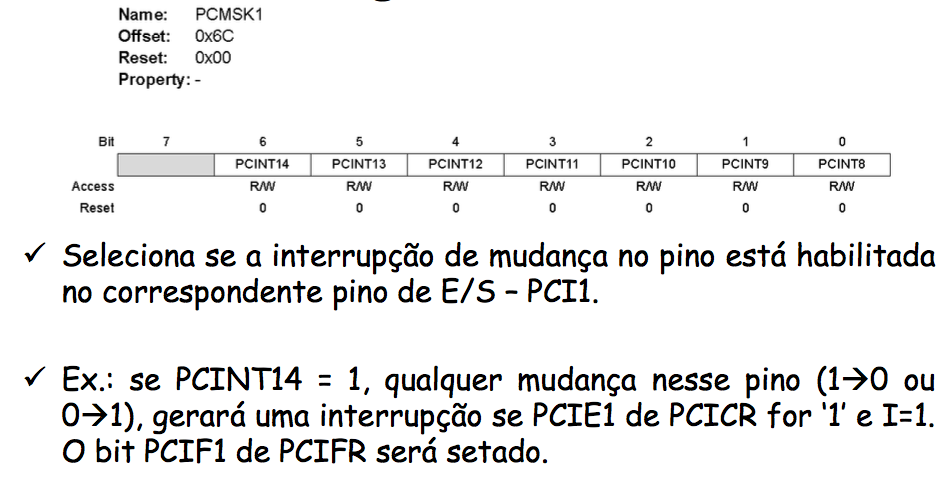 Name: PCMSK1
Offset: 0x6C
Reset: 0x00
Property: -
Bit 7 6 5 4 3 2 1 0
PCINT14 PCINT13 PCINT12 PCINT11 PCINT10 PCINT9 PCINT8
Access R/W R/W R/W R/W R/W R/W R/W
Reset 0 0 0 0 0 0 0
✓ Seleciona se a interrupção de mudança no pino está habilitada
no correspondente pino de E/S – PCI1.
✓ Ex.: se PCINT14 = 1, qualquer mudança nesse pino (1→0 ou
0→1), gerará uma interrupção se PCIE1 de PCICR for ‘1’ e I=1.
O bit PCIF1 de PCIFR será setado.